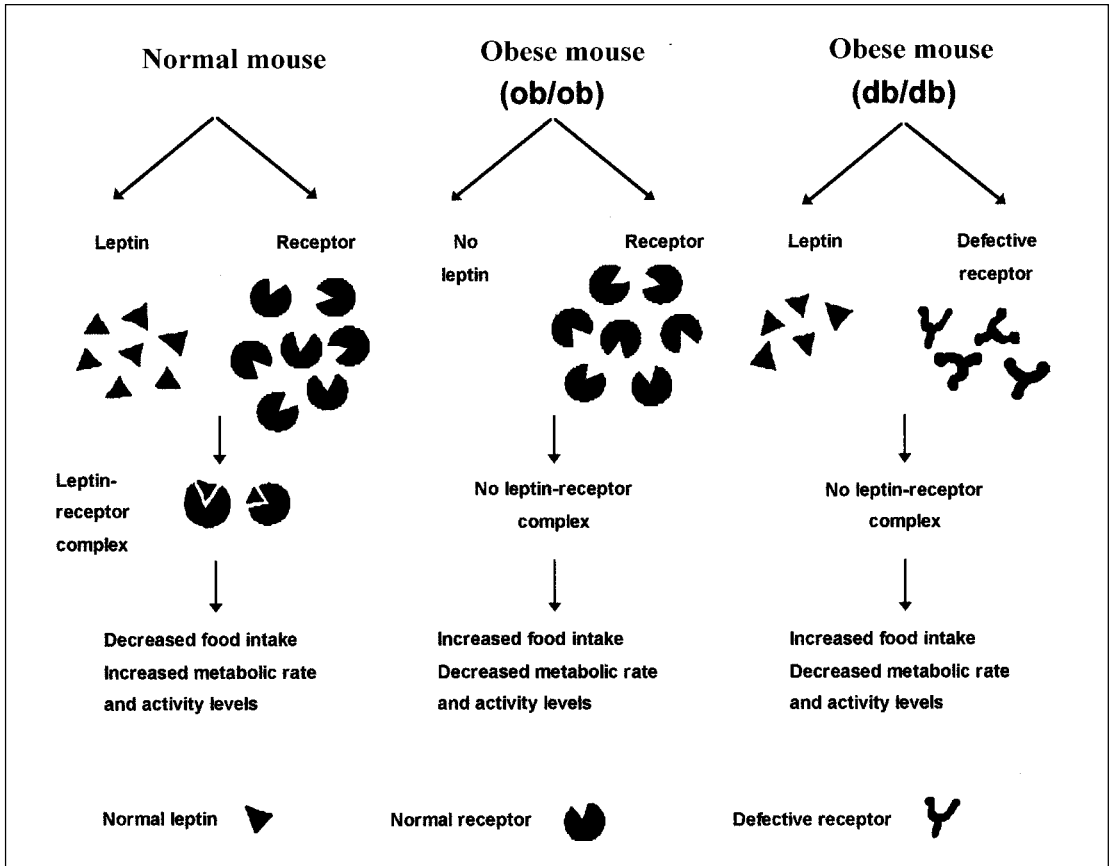 Normal mouse
Obese mouse
(ob/ob)
Obese mouse
(db/db)
Leptin
Receptor
No
leptin
Receptor
Leptin
Defective
receptor
Leptin-
receptor
complex
No leptin-receptor
complex
No leptin-receptor
complex
Decreased food intake
Increased metabolic rate
and activity levels
Increased food intake
Decreased metabolic rate
and activity levels
Increased food intake
Decreased metabolic rate
and activity levels
Normal leptin
Normal receptor
Defective receptor